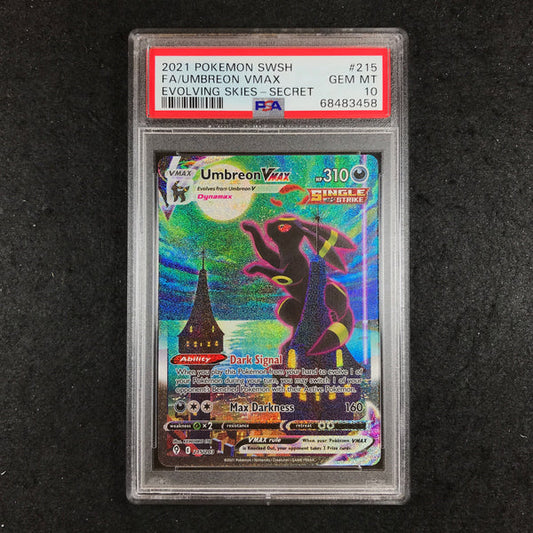 2021 POKEMON SWSH #215
FA/UMBREON VMAX GEM MT
EVOLVING SKIES-SECRET 10
PSA 68483458
VMAX Umbreon VMAX HP310
Evolves from Umbreon V
Dynamax
SINGLE STRIKE
Ability Dark Signal
When you play this Pokémon from your hand to evolve 1 of
your Pokémon during your turn, you may switch 1 of your
opponent's Benched Pokémon with their Active Pokémon.
Max Darkness 160
weakness ×2 resistance retreat
VMAX rule When your Pokémon VMAX
is Knocked Out, your opponent takes 3 Prize cards.
215/203